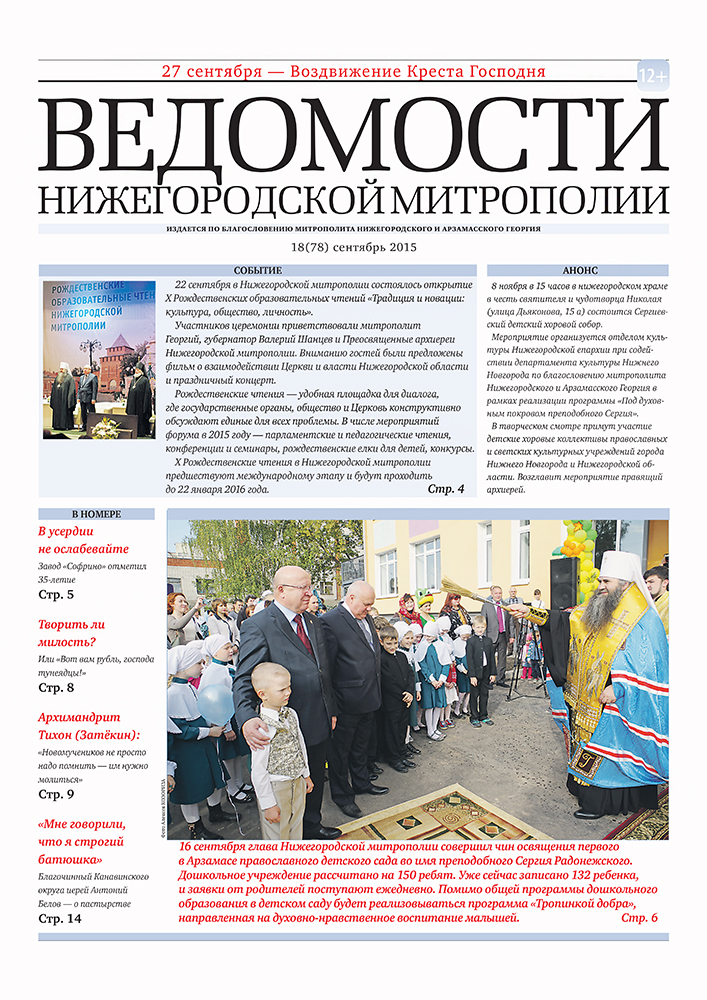 27 сентября — Воздвижение Креста Господня
12+
ВЕДОМОСТИ
НИЖЕГОРОДСКОЙ МИТРОПОЛИИ
ИЗДАЕТСЯ ПО БЛАГОСЛОВЕНИЮ МИТРОПОЛИТА НИЖЕГОРОДСКОГО И АРЗАМАССКОГО ГЕОРГИЯ
18(78) сентябрь 2015
СОБЫТИЕ
РОЖДЕСТВЕНСКИЕ
ОБРАЗОВАТЕЛЬНЫЕ ЧТЕН
НИЖЕГОРОДСКОЙ
МИТРОПОЛИИ
22 сентября в Нижегородской митрополии состоялось открытие
X Рождественских образовательных чтений «Традиция и новации:
культура, общество, личность».
Участников церемонии приветствовали митрополит
Георгий, губернатор Валерий Шанцев и Преосвященные архиереи
Нижегородской митрополии. Вниманию гостей были предложены
фильм о взаимодействии Церкви и власти Нижегородской области
и праздничный концерт.
Рождественские чтения — удобная площадка для диалога,
где государственные органы, общество и Церковь конструктивно
обсуждают единые для всех проблемы. В числе мероприятий
форума в 2015 году — парламентские и педагогические чтения,
конференции и семинары, рождественские елки для детей, конкурсы.
X Рождественские чтения в Нижегородской митрополии
предшествуют международному этапу и будут проходить
до 22 января 2016 года.
Стр. 4
АНОНС
8 ноября в 15 часов в нижегородском храме
в честь святителя и чудотворца Николая
(улица Дьяконова, 15 а) состоится Сергиев-
ский детский хоровой собор.
Мероприятие организуется отделом куль-
туры Нижегородской епархии при содей-
ствии департамента культуры Нижнего
Новгорода по благословению митрополита
Нижегородского и Арзамасского Георгия в
рамках реализации программы «Под духов-
ным покровом преподобного Сергия».
В творческом смотре примут участие
детские хоровые коллективы православных
и светских культурных учреждений города
Нижнего Новгорода и Нижегородской об-
ласти. Возглавит мероприятие правящий
архиерей.
В НОМЕРЕ
В усердии
не ослабевайте
Завод «Софрино» отметил
35-летие
Стр. 5
Творить ли
милость?
Или «Вот вам рубль, господа
тунеядцы!»
Стр. 8
Архимандрит
Тихон (Затёкин):
«Новомучеников не просто
надо помнить — им нужно
молиться»
Стр. 9
«Мне говорили,
что я строгий
батюшка»
Благочинный Канавинского
округа иерей Антоний
Белов — о пастырстве
Стр. 14
Фото Алексея КОЗОРИЗА
16 сентября глава Нижегородской митрополии совершил чин освящения первого
в Арзамасе православного детского сада во имя преподобного Сергия Радонежского.
Дошкольное учреждение рассчитано на 150 ребят. Уже сейчас записано 132 ребенка,
и заявки от родителей поступают ежедневно. Помимо общей программы дошкольного
образования в детском саду будет реализовываться программа «Тропинкой добра»,
направленная на духовно-нравственное воспитание малышей.
Стр. 6